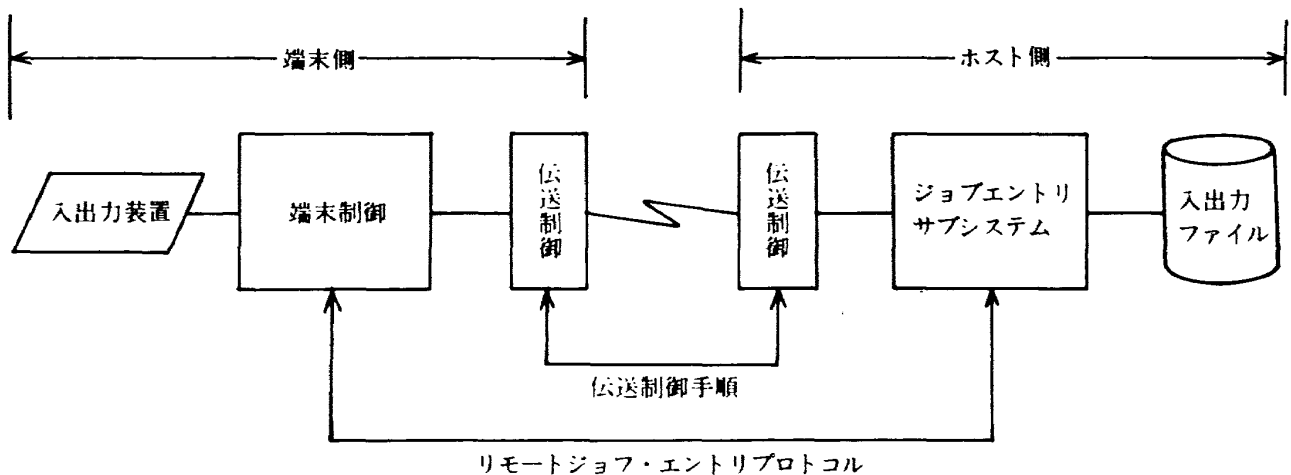 端末側
ホスト側
入出力装置
端末制御
伝送制御
伝送制御
ジョブエントリ
サブシステム
入出力
ファイル
伝送制御手順
リモートジョフ・エントリプロトコル